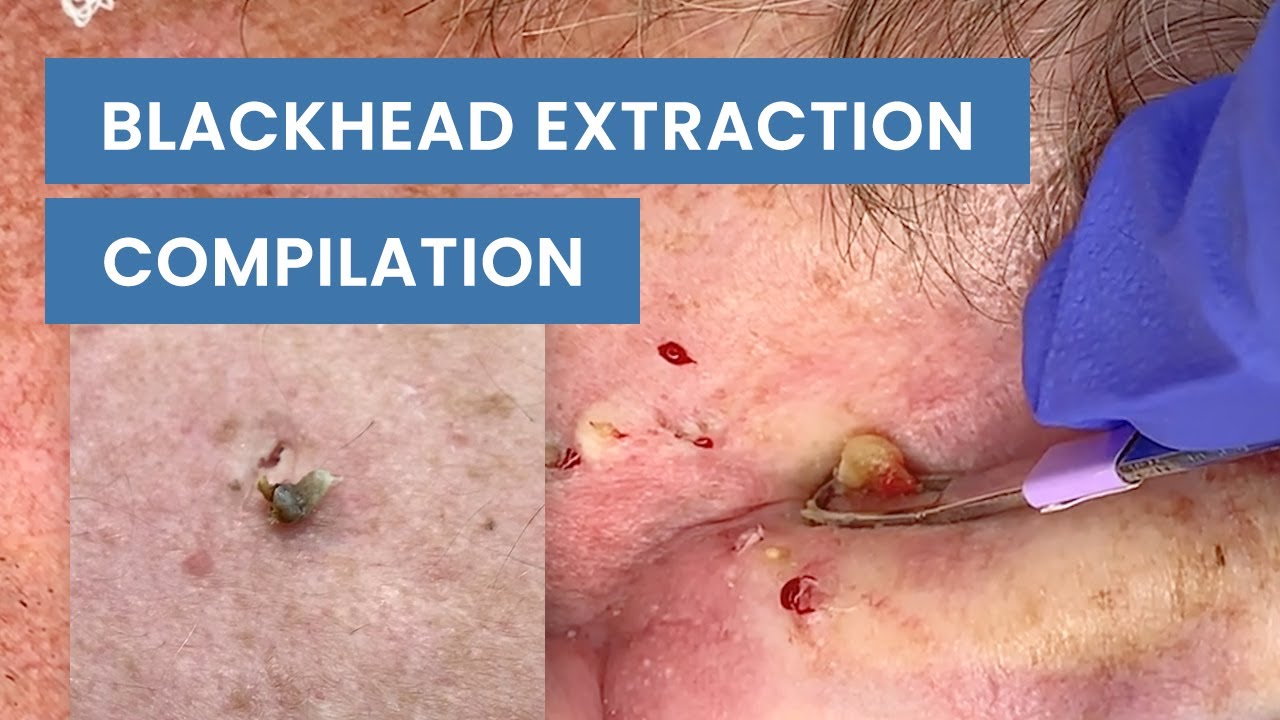 BLACKHEAD EXTRACTION
COMPILATION